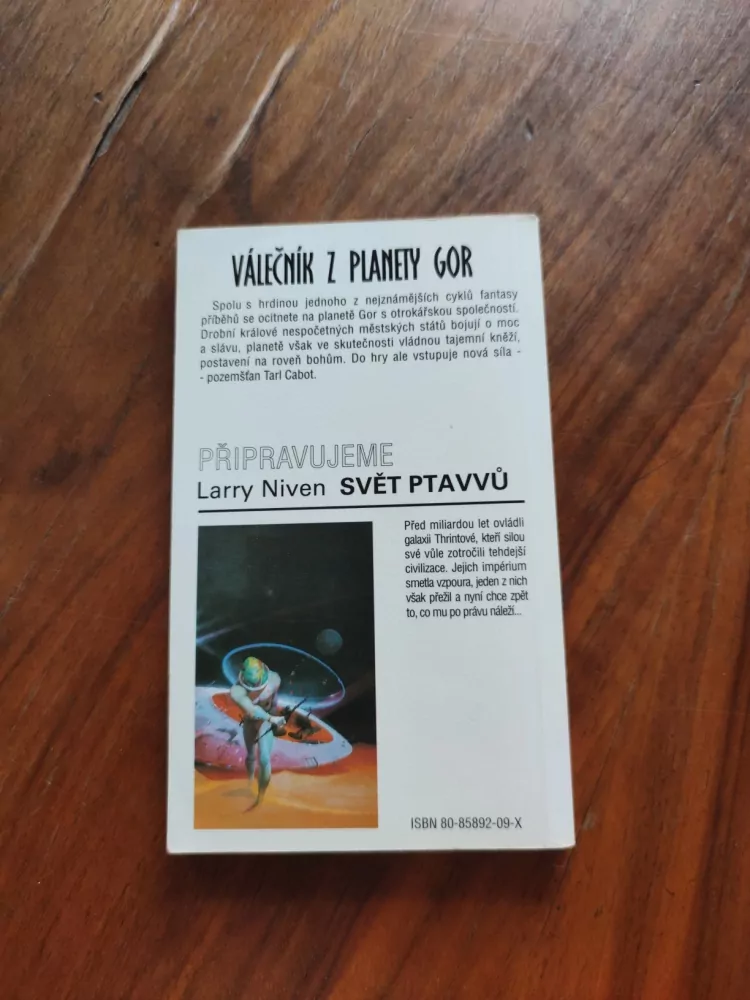 VÁLEČNÍK Z PLANETY GOR
Spolu s hrdinou jednoho z nejznámějších cyklů fantasy
příběhů se ocitnete na planetě Gor s otrokářskou společností.
Drobní králové nespočetných městských států bojují o moc
a slávu, planetě však ve skutečnosti vládnou tajemní kněží,
postavení na roveň bohům. Do hry ale vstupuje nová síla -
- pozemšťan Tarl Cabot.
PŘIPRAVUJEME
Larry Niven SVĚT PTAVVŮ
Před miliardou let ovládli
galaxii Thrintové, kteří silou
své vůle zotročili tehdejší
civilizace. Jejich impérium
smetla vzpoura, jeden z nich
však přežil a nyní chce zpět
to, co mu po právu náleží...
ISBN 80-85892-09-X